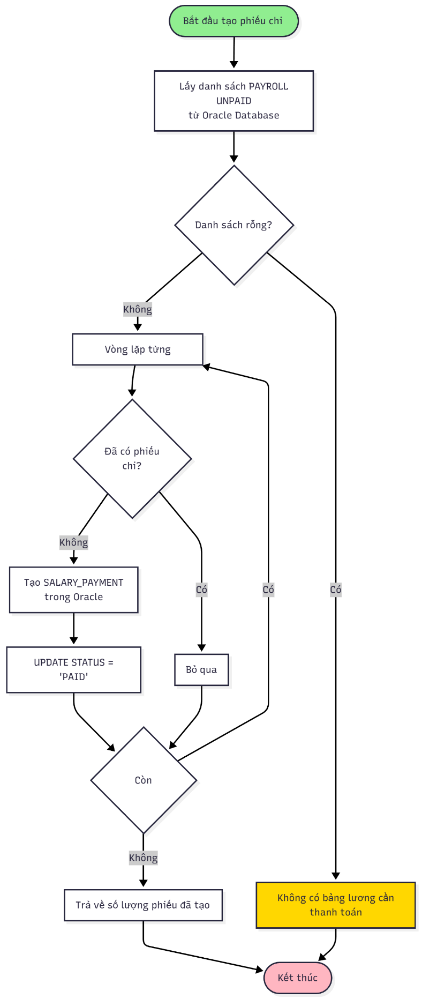 Bắt đầu tạo phiếu chi
Lấy danh sách PAYROLL
UNPAID
từ Oracle Database
Danh sách rỗng?
Không
Vòng lặp từng
Đã có phiếu
chi?
Không
Tạo SALARY_PAYMENT
trong Oracle
Có
Có
Có
UPDATE STATUS =
'PAID'
Bỏ qua
Còn
Không
Trả về số lượng phiếu đã tạo
Không có bảng lương cần
thanh toán
Kết thúc